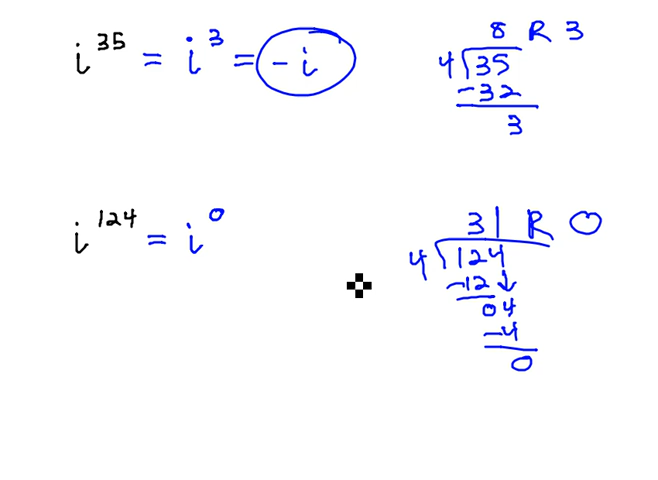 i^35 = i^3 = -i
8 R 3
4 35
-32
3
i^124 = i^0
31 R 0
4 124
-12 ↓
04
-4
0